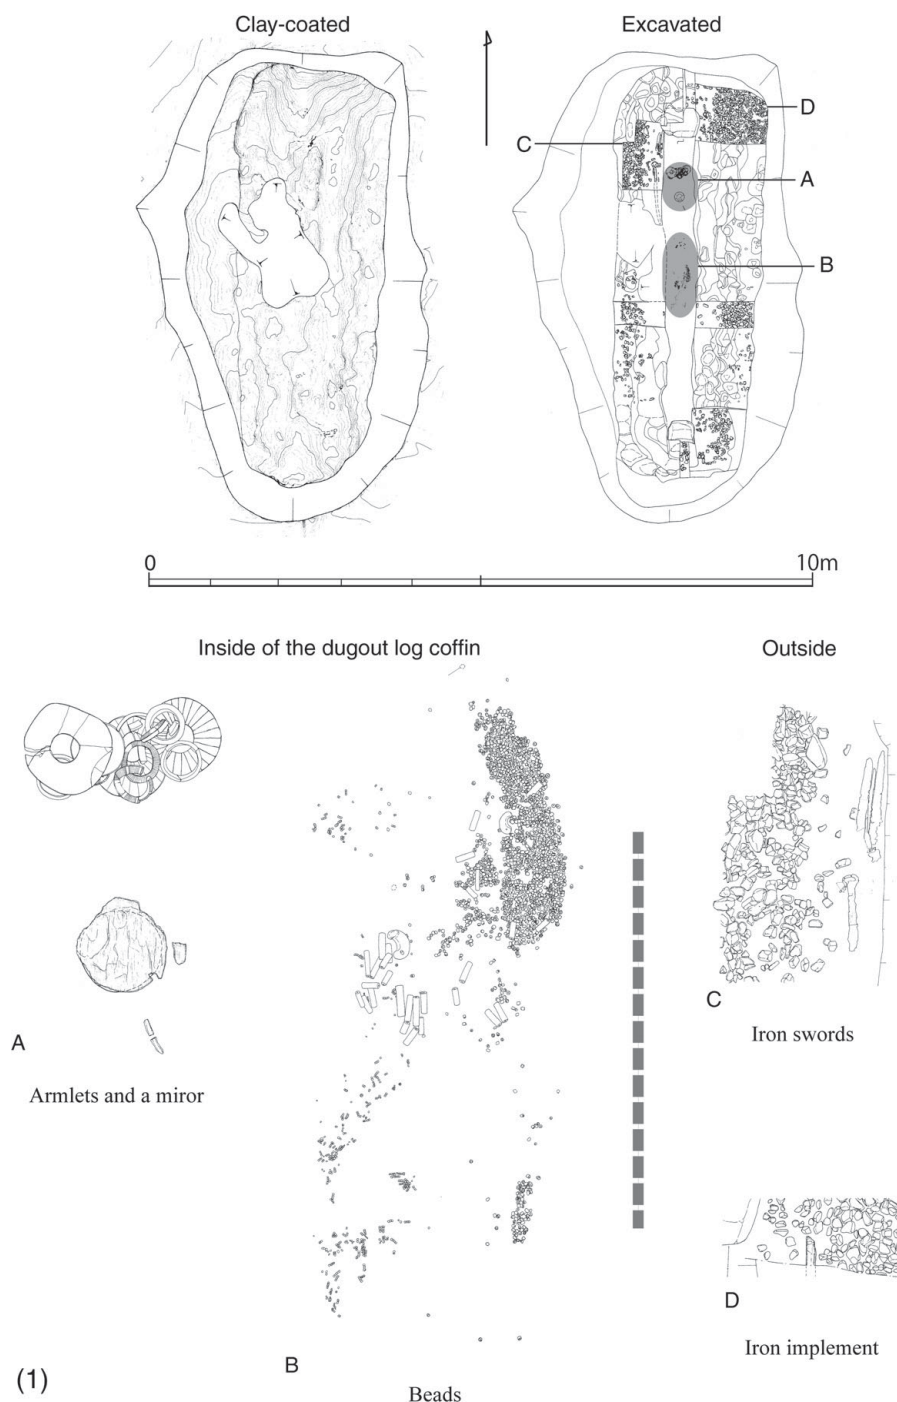 Clay-coated
Excavated
D
C
A
B
0
10m
Inside of the dugout log coffin
Outside
A
Armlets and a miror
C
Iron swords
D
Iron implement
B
Beads
(1)